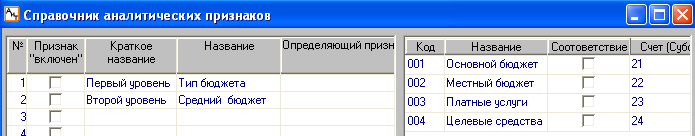 Справочник аналитических признаков
№ Признак "включен" Краткое название Название Определяющий призн
1 Первый уровень Тип бюджета
2 Второй уровень Средний бюджет
3
4
Код Название Соотоветствие Счет (Субс
001 Основной бюджет 21
002 Местный бюджет 22
003 Платные услуги 23
004 Целевые средства 24